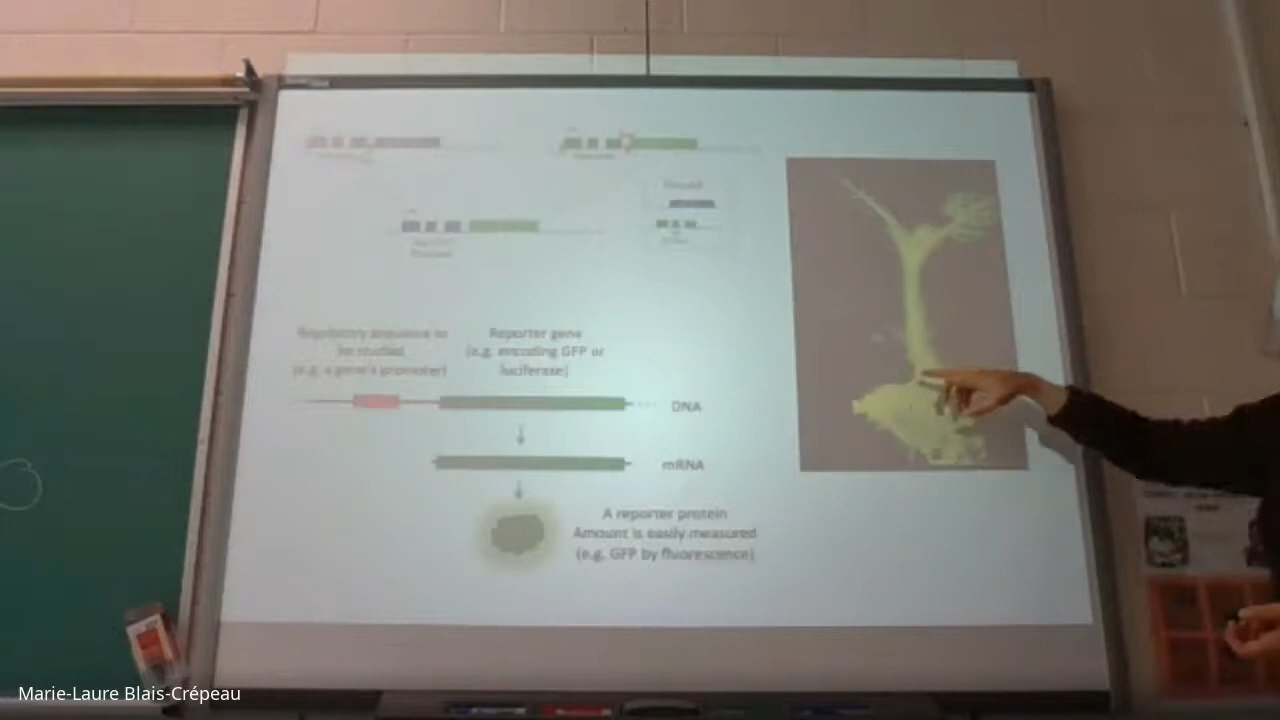 Regulatory sequence to
be studied
(e.g. a gene's promoter)
Reporter gene
(e.g. encoding GFP or
luciferase)
DNA
mRNA
A reporter protein
Amount is easily measured
(e.g. GFP by fluorescence)
Marie-Laure Blais-Crépeau